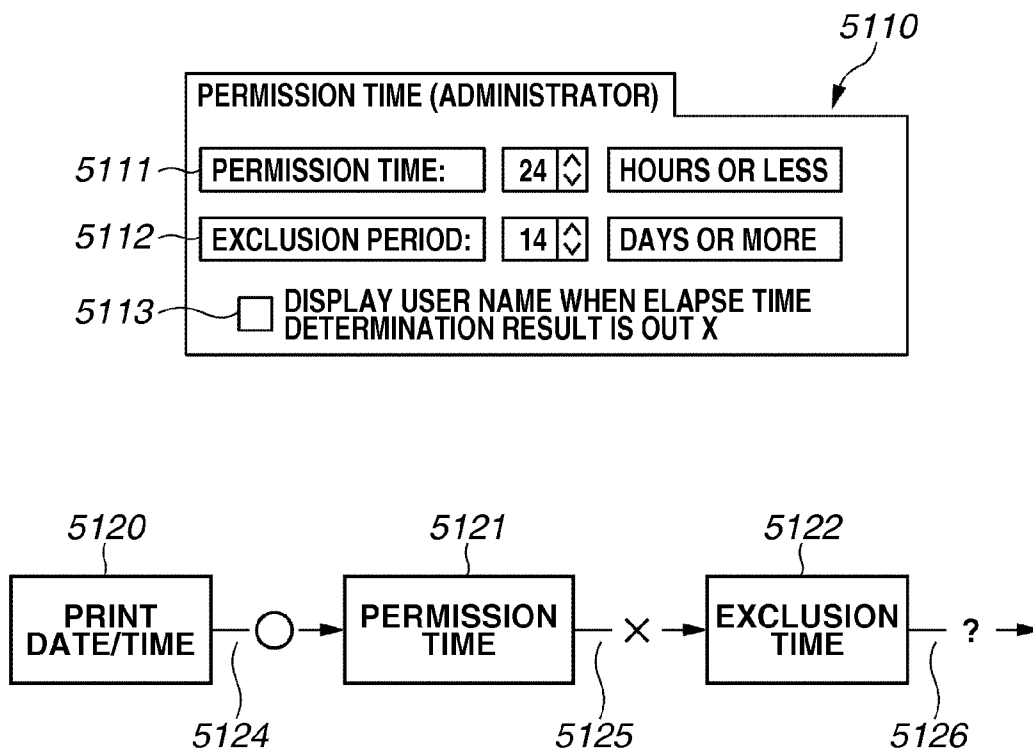 5110
PERMISSION TIME (ADMINISTRATOR)
5111 PERMISSION TIME: 24 HOURS OR LESS
5112 EXCLUSION PERIOD: 14 DAYS OR MORE
5113 DISPLAY USER NAME WHEN ELAPSE TIME
DETERMINATION RESULT IS OUT X
5120 5121 5122
PRINT
DATE/TIME
PERMISSION
TIME
×
EXCLUSION
TIME
?
5124 5125 5126